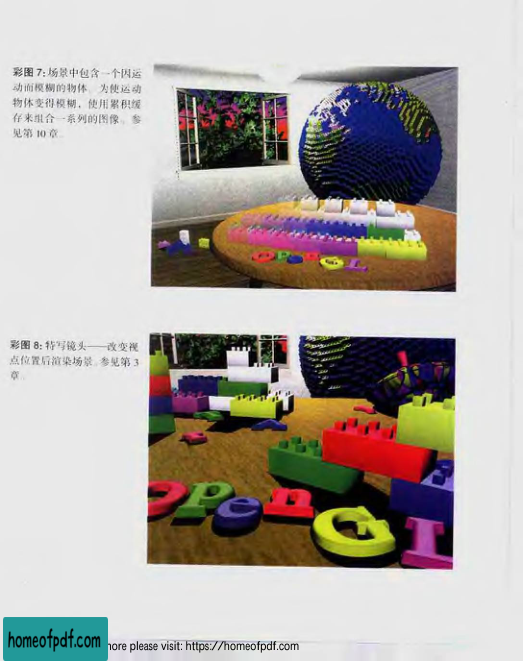 彩图 7:场景中包含一个因运
动而模糊的物体。为使运动
物体变得模糊，使用累积缓
存来组合一系列的图像。参
见第 10 章
OPENGL
彩图 8:特写镜头——改变视
点位置后渲染场景。参见第 3
章
openGl
homeofpdf.com
more please visit: https://homeofpdf.com